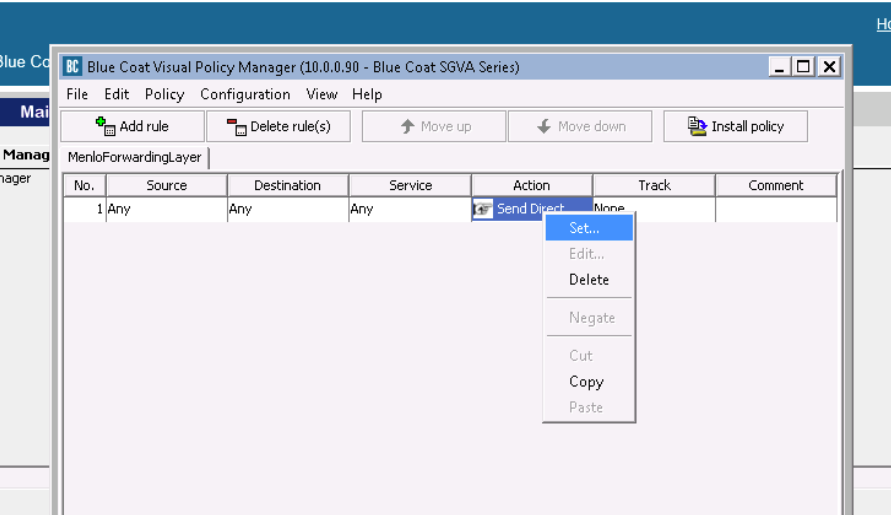 Ho
Blue Co
BC Blue Coat Visual Policy Manager (10.0.0.90 - Blue Coat SGVA Series)
File Edit Policy Configuration View Help
Mai
Add rule Delete rule(s) Move up Move down Install policy
Manag
MenloForwardingLayer
nager
No. Source Destination Service Action Track Comment
1 Any Any Any Send Direct None
Set...
Edit...
Delete
Negate
Cut
Copy
Paste